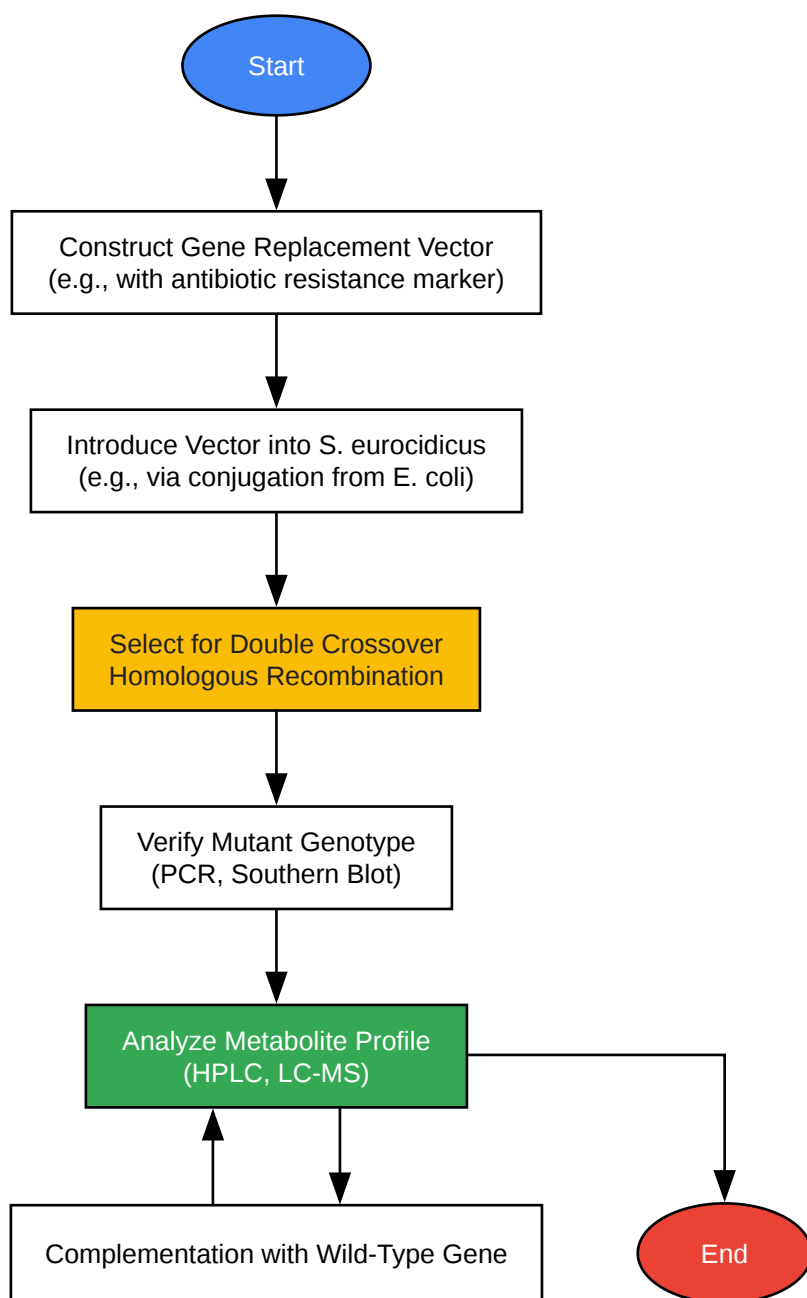 Start
Construct Gene Replacement Vector
(e.g., with antibiotic resistance marker)
Introduce Vector into S. eurocidicus
(e.g., via conjugation from E. coli)
Select for Double Crossover
Homologous Recombination
Verify Mutant Genotype
(PCR, Southern Blot)
Analyze Metabolite Profile
(HPLC, LC-MS)
Complementation with Wild-Type Gene
End